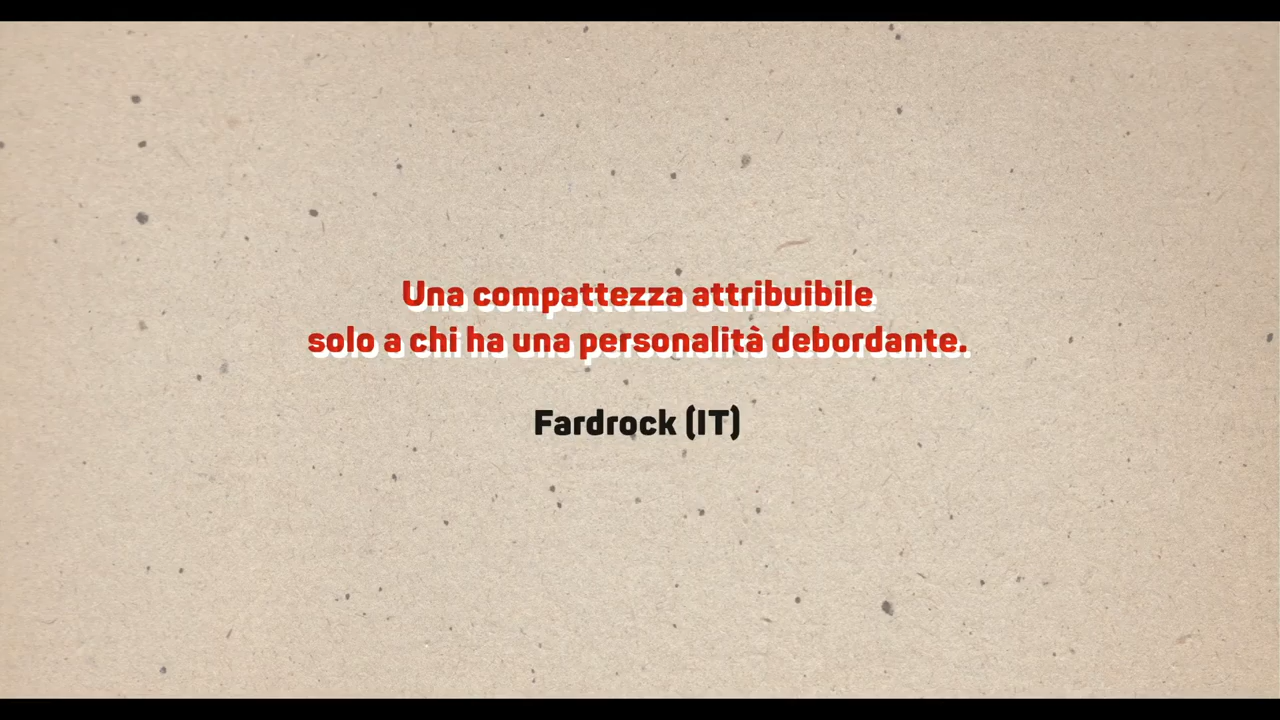 Una compattezza attribuibile
solo a chi ha una personalità debordante.
Fardrock (IT)